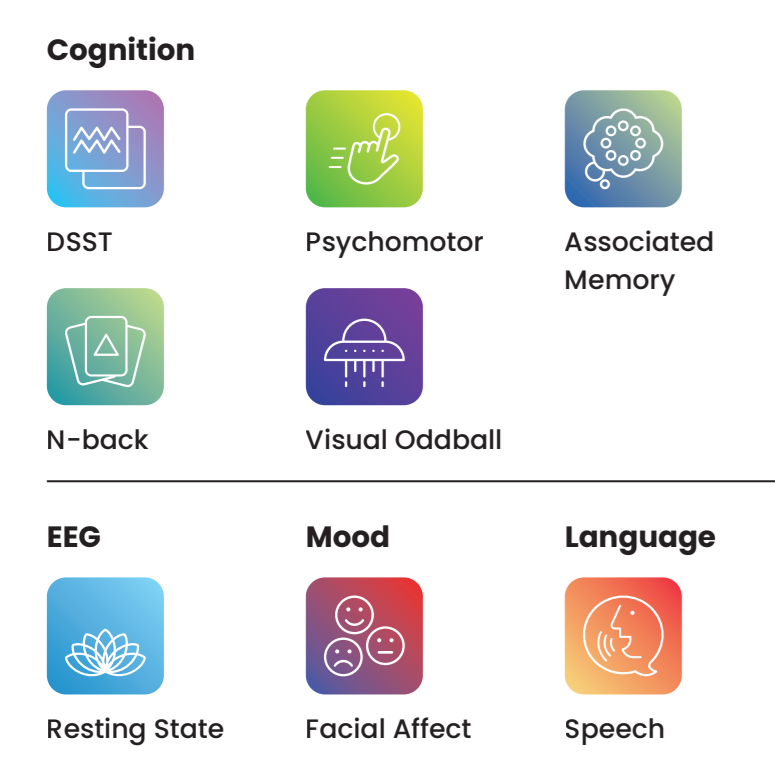 Cognition
DSST
Psychomotor
Associated
Memory
N-back
Visual Oddball
EEG
Mood
Language
Resting State
Facial Affect
Speech